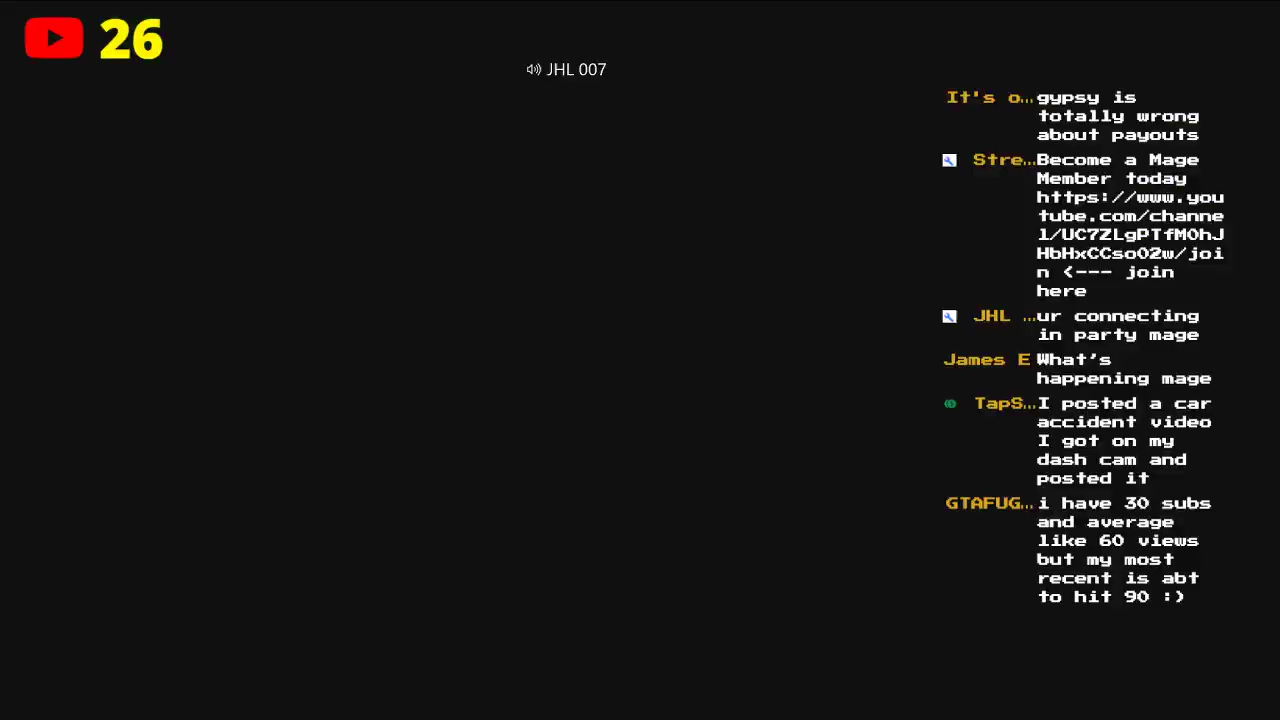 26
JHL 007
It's o... gypsy is
totally wrong
about payouts
Stre... Become a Mage
Member today
https://www.you
tube.com/channe
l/UC7ZLgPTfM0hJ
HbHxCCso02w/joi
n <--- join
here
JHL ... ur connecting
in party mage
James E What's
happening mage
TapS... I posted a car
accident video
I got on my
dash cam and
posted it
GTAFUG... i have 30 subs
and average
like 60 views
but my most
recent is abt
to hit 90 :)